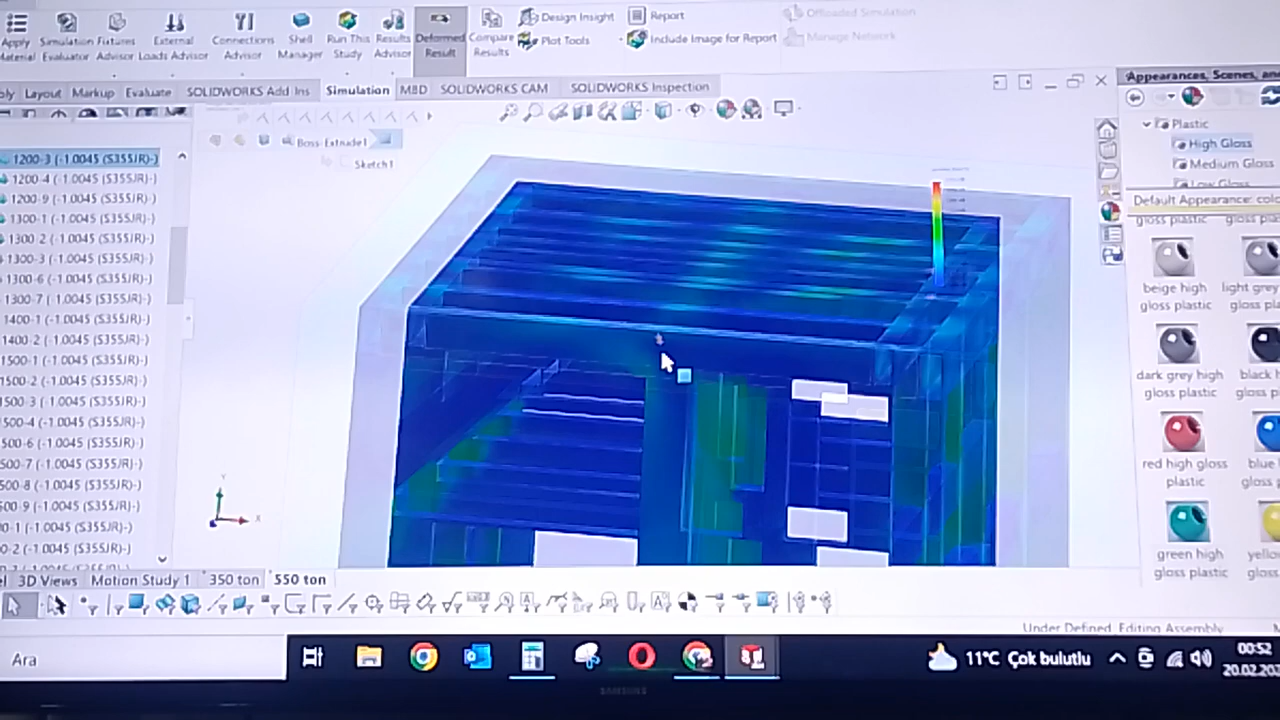 Apply Simulation Fixtures External Connections Shell Run This Results Deformed Compare
Material Evaluator Advisor Loads Advisor Advisor Manager Study Advisor Result Results
Design Insight
Plot Tools
Report
Include Image for Report
Offloaded Simulation
Manage Network
Layout Markup Evaluate SOLIDWORKS Add Ins Simulation MBD SOLIDWORKS CAM SOLIDWORKS Inspection
Boss-Extrude1
Sketch1
1200-3 (-1.0045 (S355JR)-)
1200-4 (-1.0045 (S355JR)-)
1200-9 (-1.0045 (S355JR)-)
1300-1 (-1.0045 (S355JR)-)
1300-2 (-1.0045 (S355JR)-)
1300-3 (-1.0045 (S355JR)-)
1300-6 (-1.0045 (S355JR)-)
1300-7 (-1.0045 (S355JR)-)
1400-1 (-1.0045 (S355JR)-)
1400-2 (-1.0045 (S355JR)-)
1500-1 (-1.0045 (S355JR)-)
1500-2 (-1.0045 (S355JR)-)
500-3 (-1.0045 (S355JR)-)
500-4 (-1.0045 (S355JR)-)
500-6 (-1.0045 (S355JR)-)
500-7 (-1.0045 (S355JR)-)
500-8 (-1.0045 (S355JR)-)
00-9 (-1.0045 (S355JR)-)
0-1 (-1.0045 (S355JR)-)
0-2 (-1.0045 (S355JR)-)
Y
X
Appearances, Scenes, an
Plastic
High Gloss
Medium Gloss
Low Gloss
Default Appearance: colo
gloss plastic
beige high gloss plastic
light grey
dark grey high gloss plastic
black h
red high gloss plastic
blue
green high gloss plastic
yello
3D Views Motion Study 1 350 ton 550 ton
Under Defined Editing Assembly
Ara
11°C Çok bulutlu
00:52
20.02.20
SAMSUNG